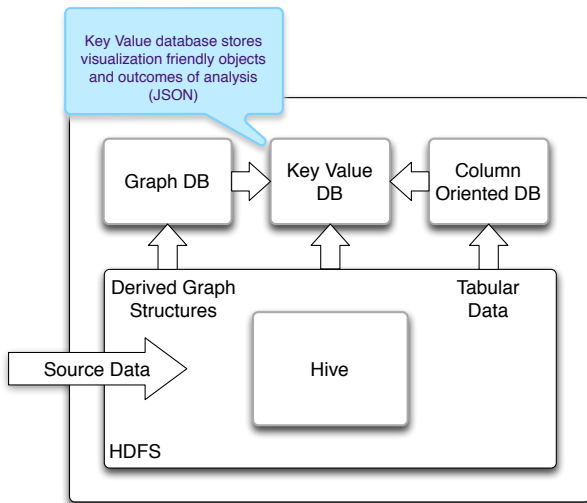 Key Value database stores
visualization friendly objects
and outcomes of analysis
(JSON)
Graph DB
Key Value
DB
Column
Oriented DB
Derived Graph
Structures
Tabular
Data
Source Data
Hive
HDFS